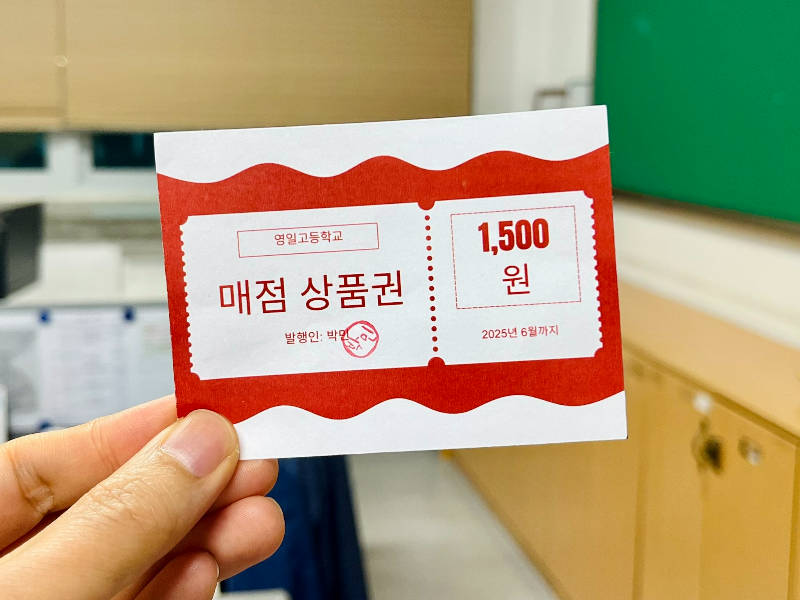 영일고등학교
매점 상품권
발행인: 박민
1,500
원
2025년 6월까지